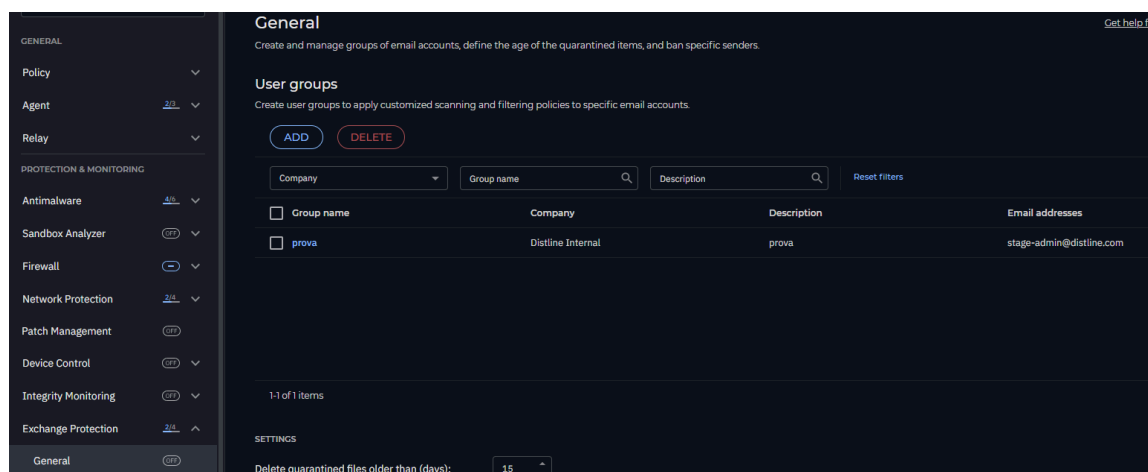 General
Get help f
Create and manage groups of email accounts, define the age of the quarantined items, and ban specific senders.
User groups
Create user groups to apply customized scanning and filtering policies to specific email accounts.
ADD DELETE
Company Group name Description Reset filters
Group name Company Description Email addresses
prova Distline Internal prova stage-admin@distline.com
1-1 of 1 items
SETTINGS
Delete quarantined files older than (days): 15
GENERAL
Policy
Agent 2/3
Relay
PROTECTION & MONITORING
Antimalware 4/6
Sandbox Analyzer OFF
Firewall
Network Protection 2/4
Patch Management OFF
Device Control OFF
Integrity Monitoring OFF
Exchange Protection 2/4
General OFF